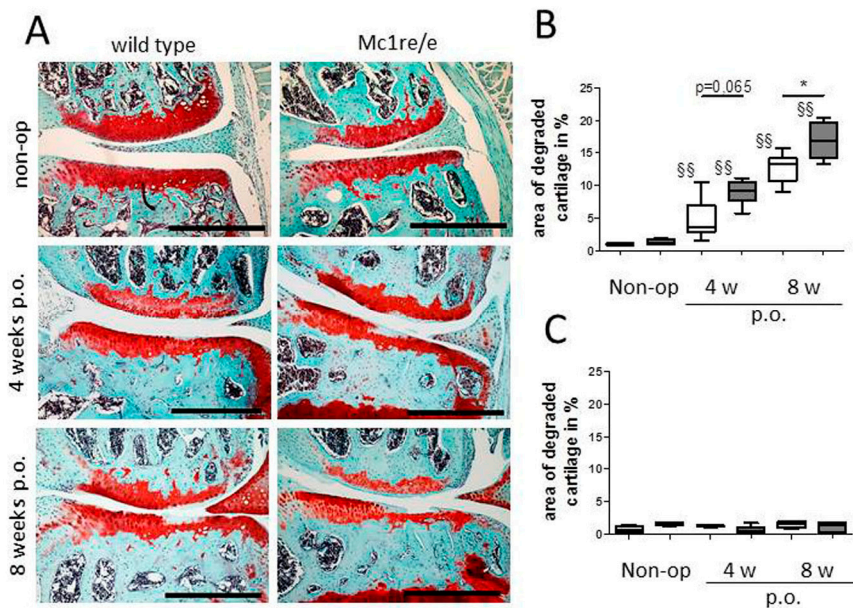 A
wild type
Mc1re/e
non-op
4 weeks p.o.
8 weeks p.o.
B
area of degraded
cartilage in %
25
20
15
10
5
0
p=0.065
*
§§
§§
§§
§§
Non-op
4 w
8 w
p.o.
C
area of degraded
cartilage in %
25
20
15
10
5
0
Non-op
4 w
8 w
p.o.